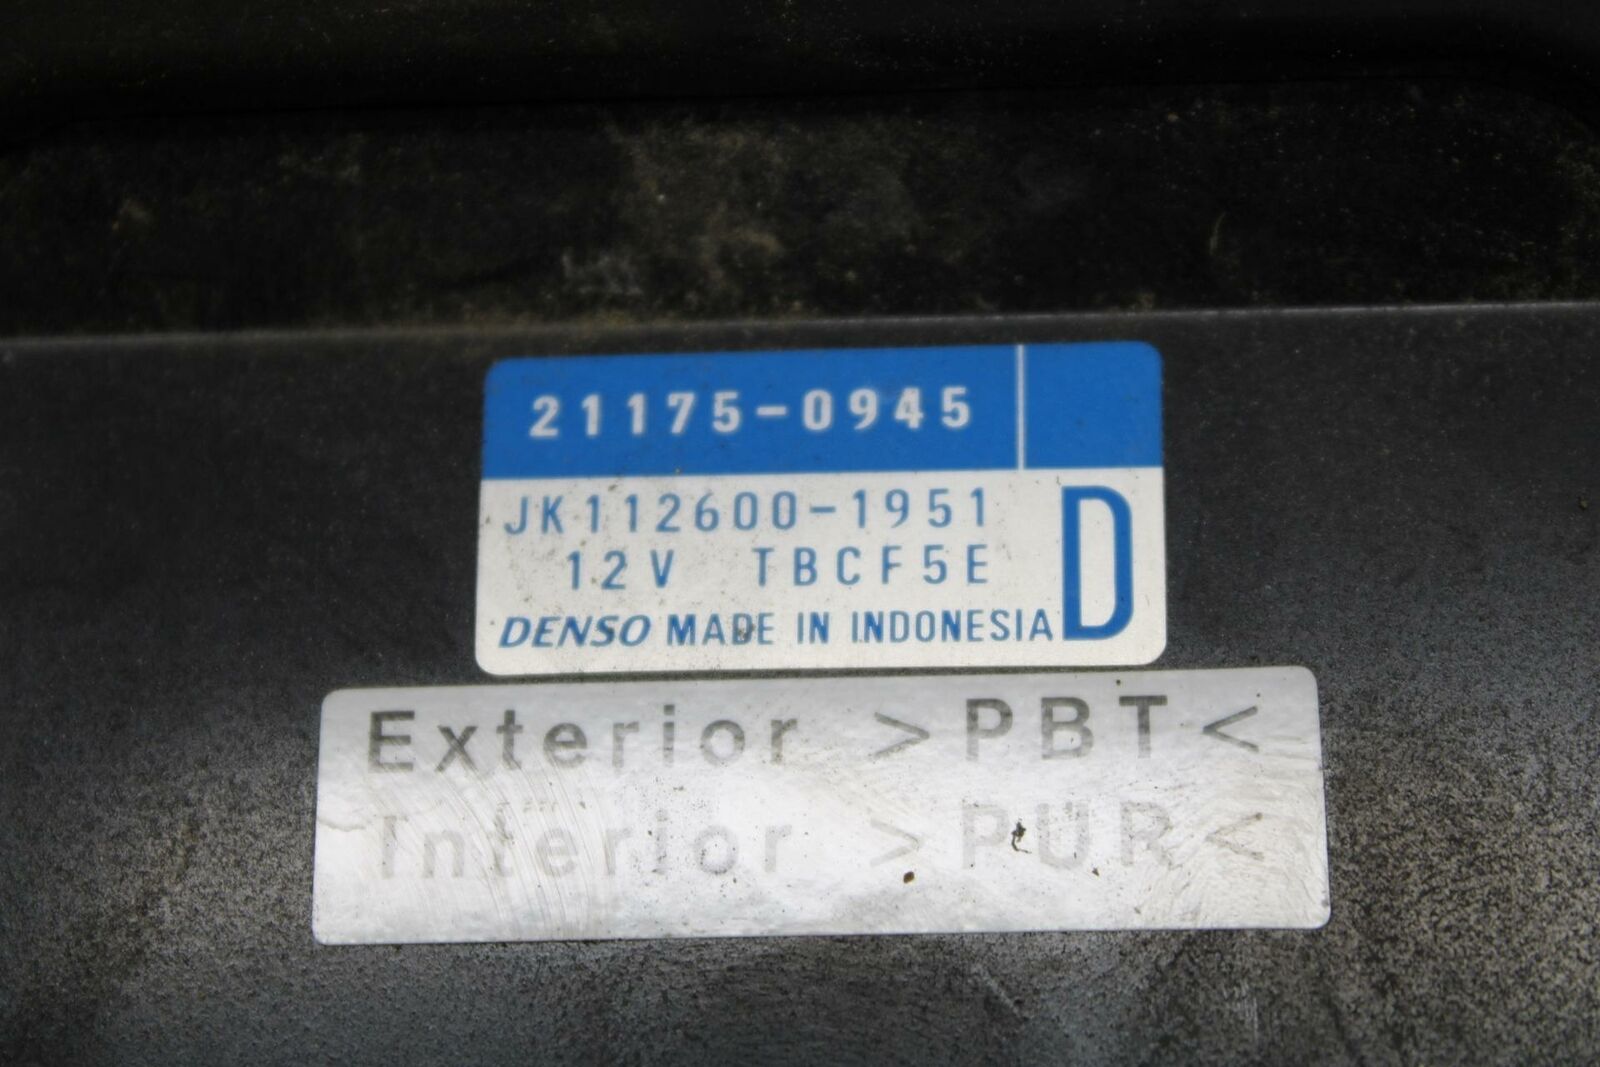 21175-0945
JK112600-1951
12V TBCF5E
D
DENSO MADE IN INDONESIA
Exterior >PBT<
Interior >PUR<